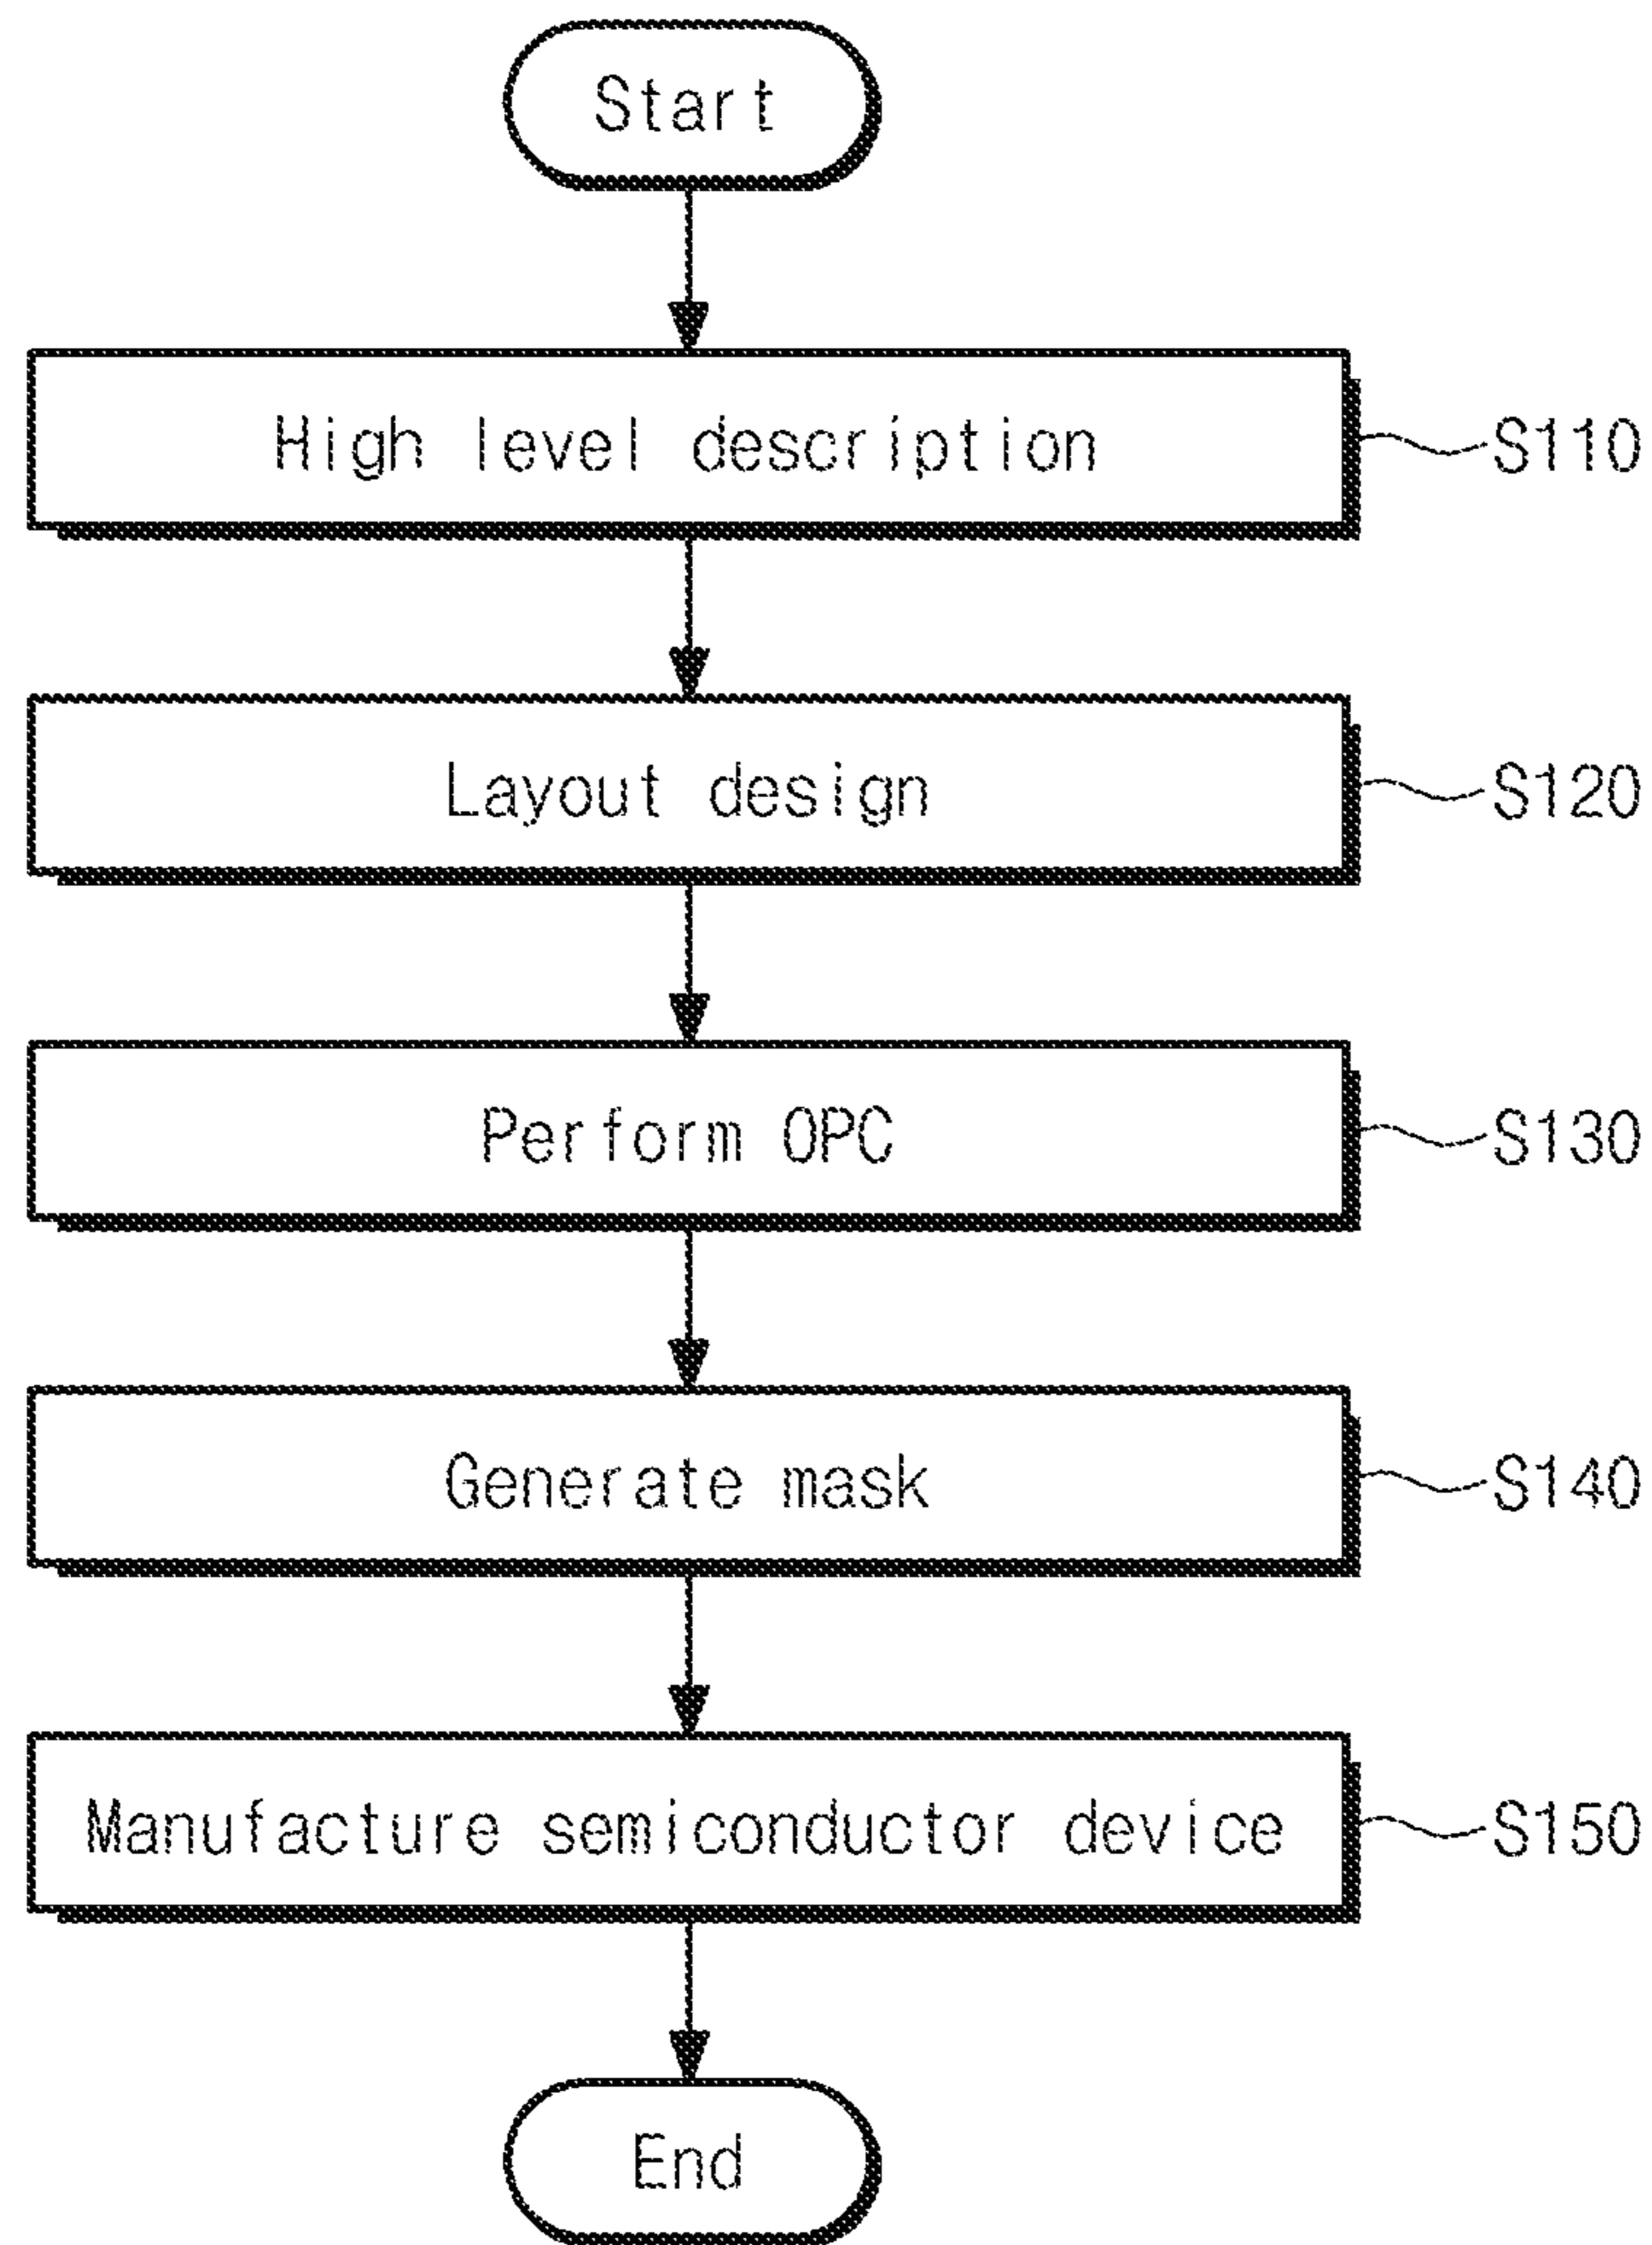 Start
High level description
S110
Layout design
S120
Perform OPC
S130
Generate mask
S140
Manufacture semiconductor device
S150
End